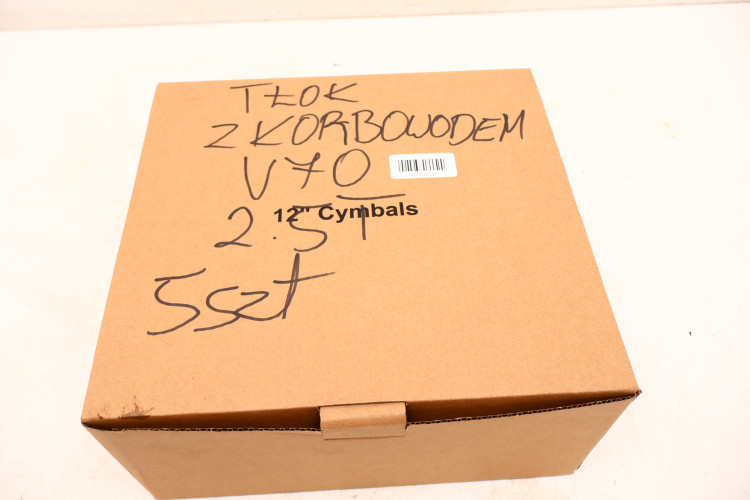 TŁOK
Z KORBOWODEM
V70
12" Cymbals
2.5T
5szt